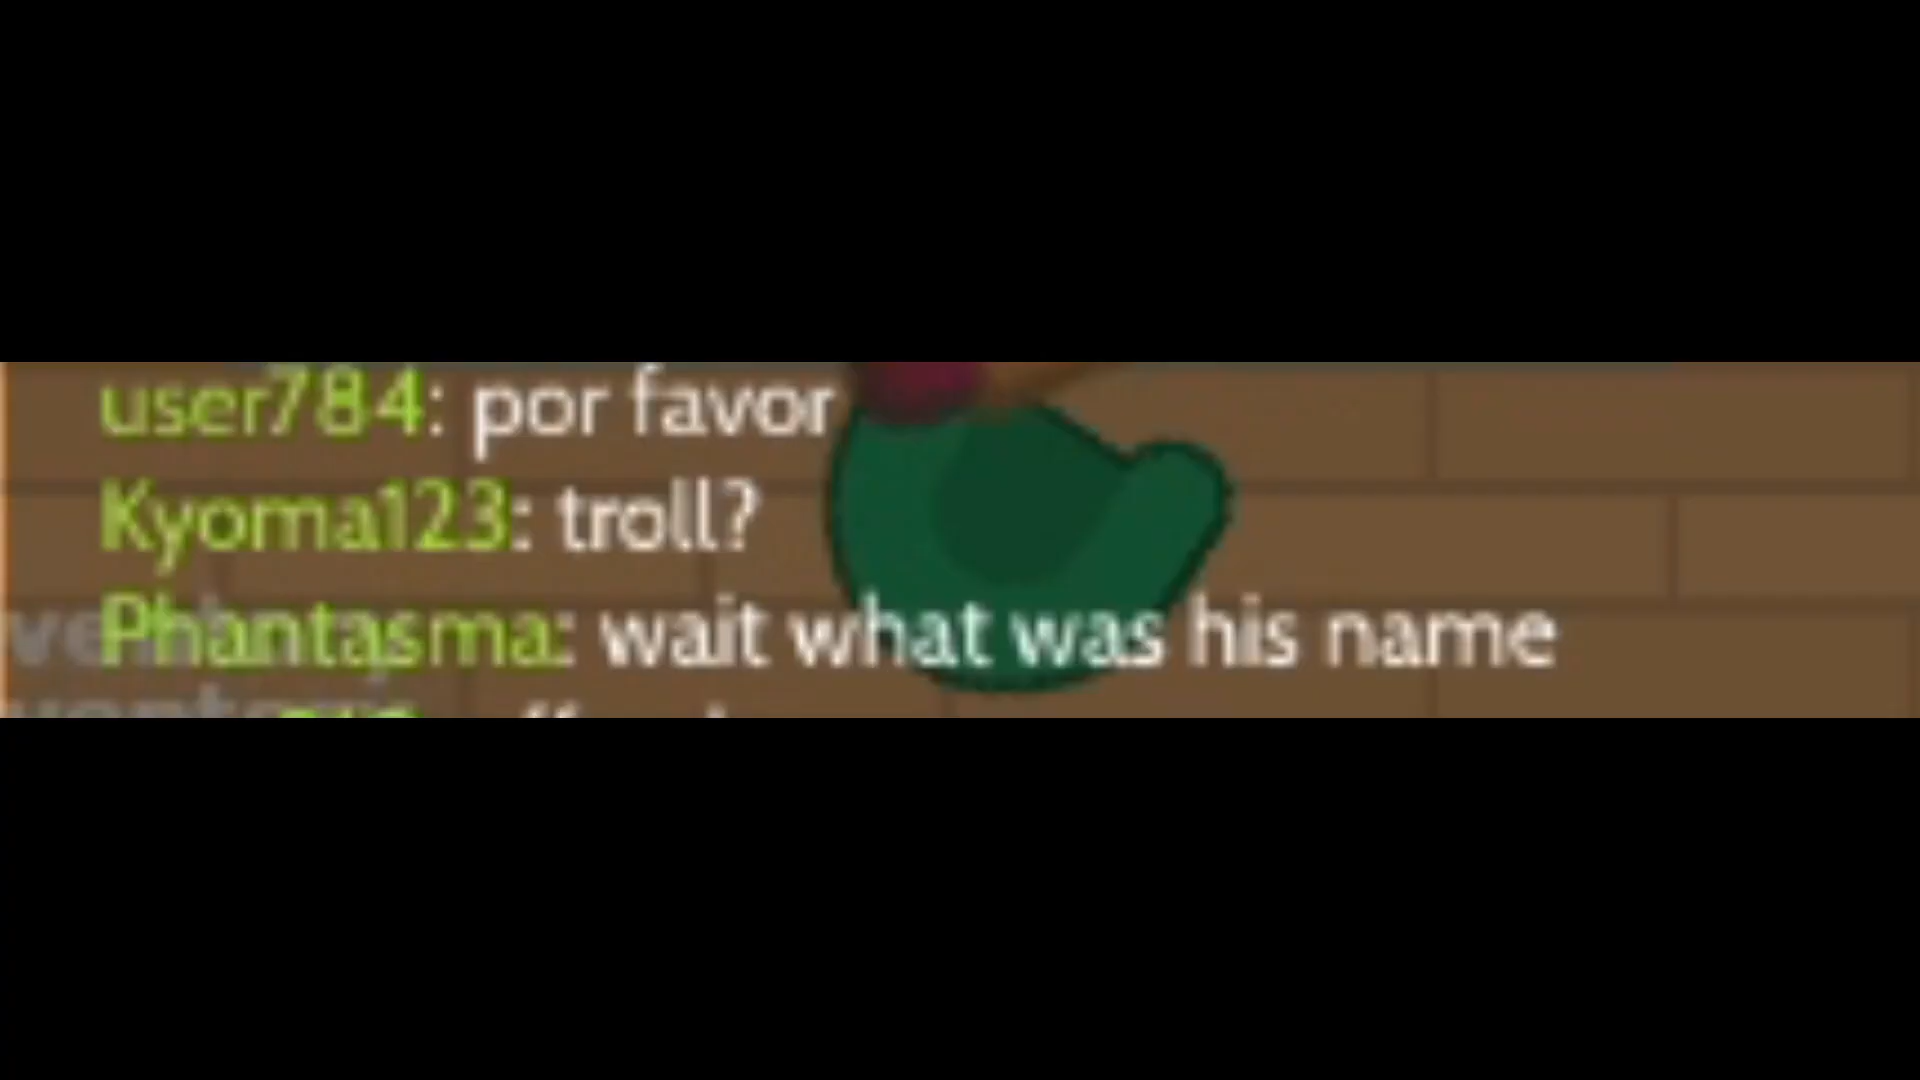 user784: por favor
Kyoma123: troll?
Phantasma: wait what was his name